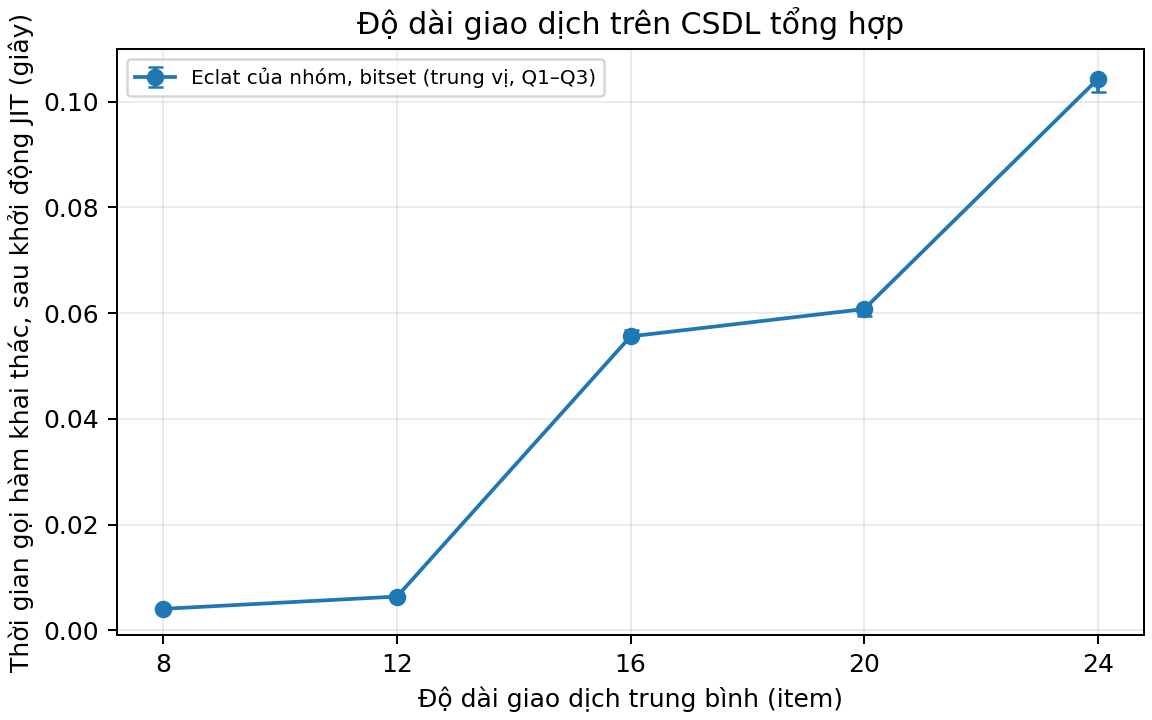 Độ dài giao dịch trên CSDL tổng hợp
Eclat của nhóm, bitset (trung vị, Q1–Q3)
Thời gian gọi hàm khai thác, sau khởi động JIT (giây)
0.10
0.08
0.06
0.04
0.02
0.00
8 12 16 20 24
Độ dài giao dịch trung bình (item)